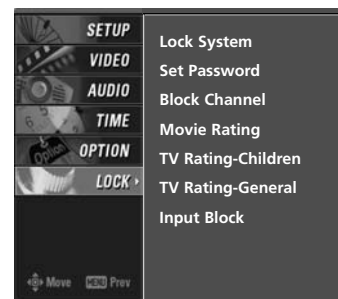 SETUP
VIDEO
AUDIO
TIME
OPTION
LOCK
Move MENU Prev
Lock System
Set Password
Block Channel
Movie Rating
TV Rating-Children
TV Rating-General
Input Block